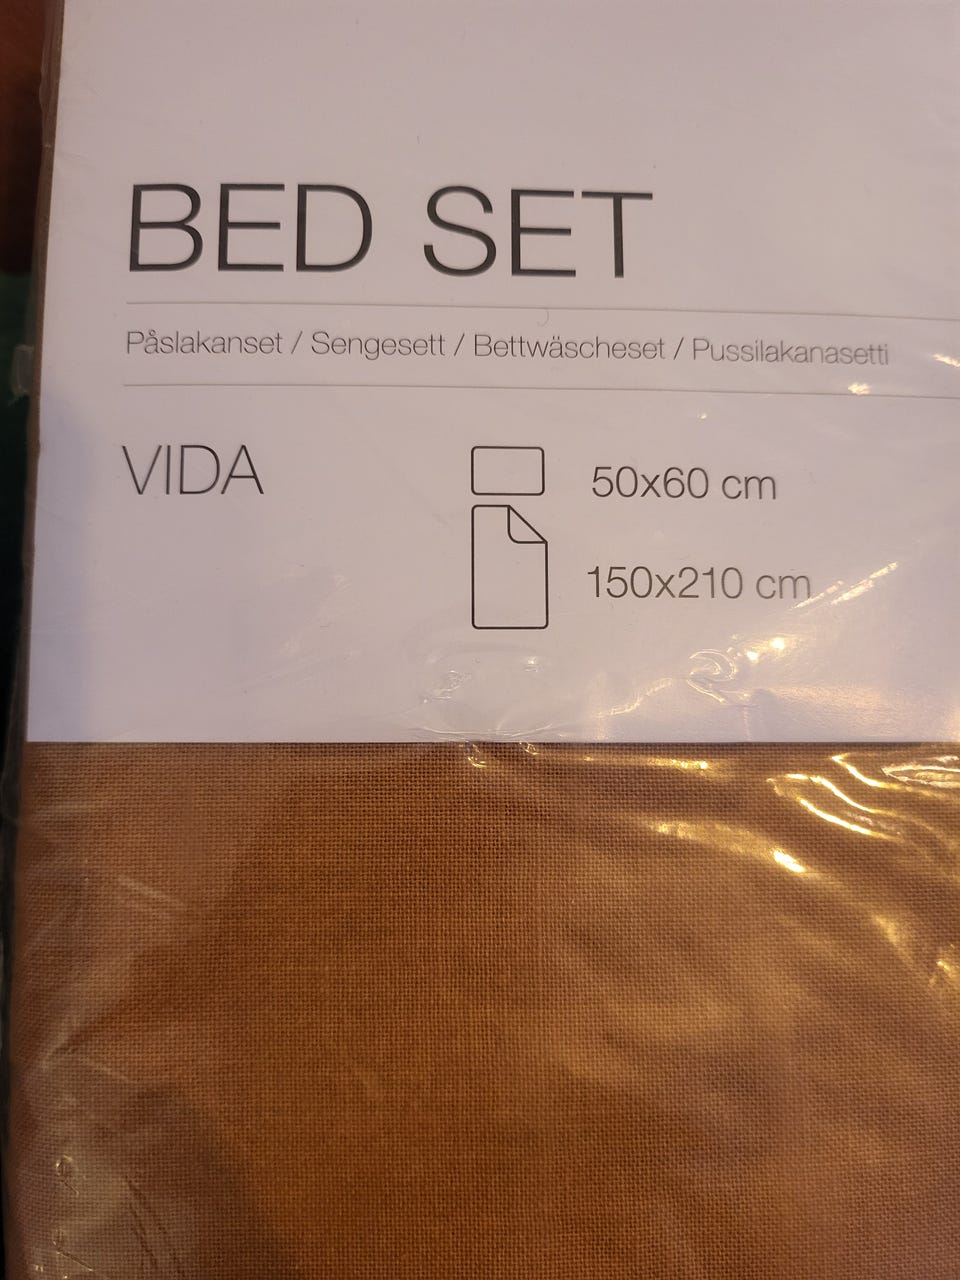 BED SET
Påslakanset / Sengesett / Bettwäscheset / Pussilakanasetti
VIDA
50x60 cm
150x210 cm